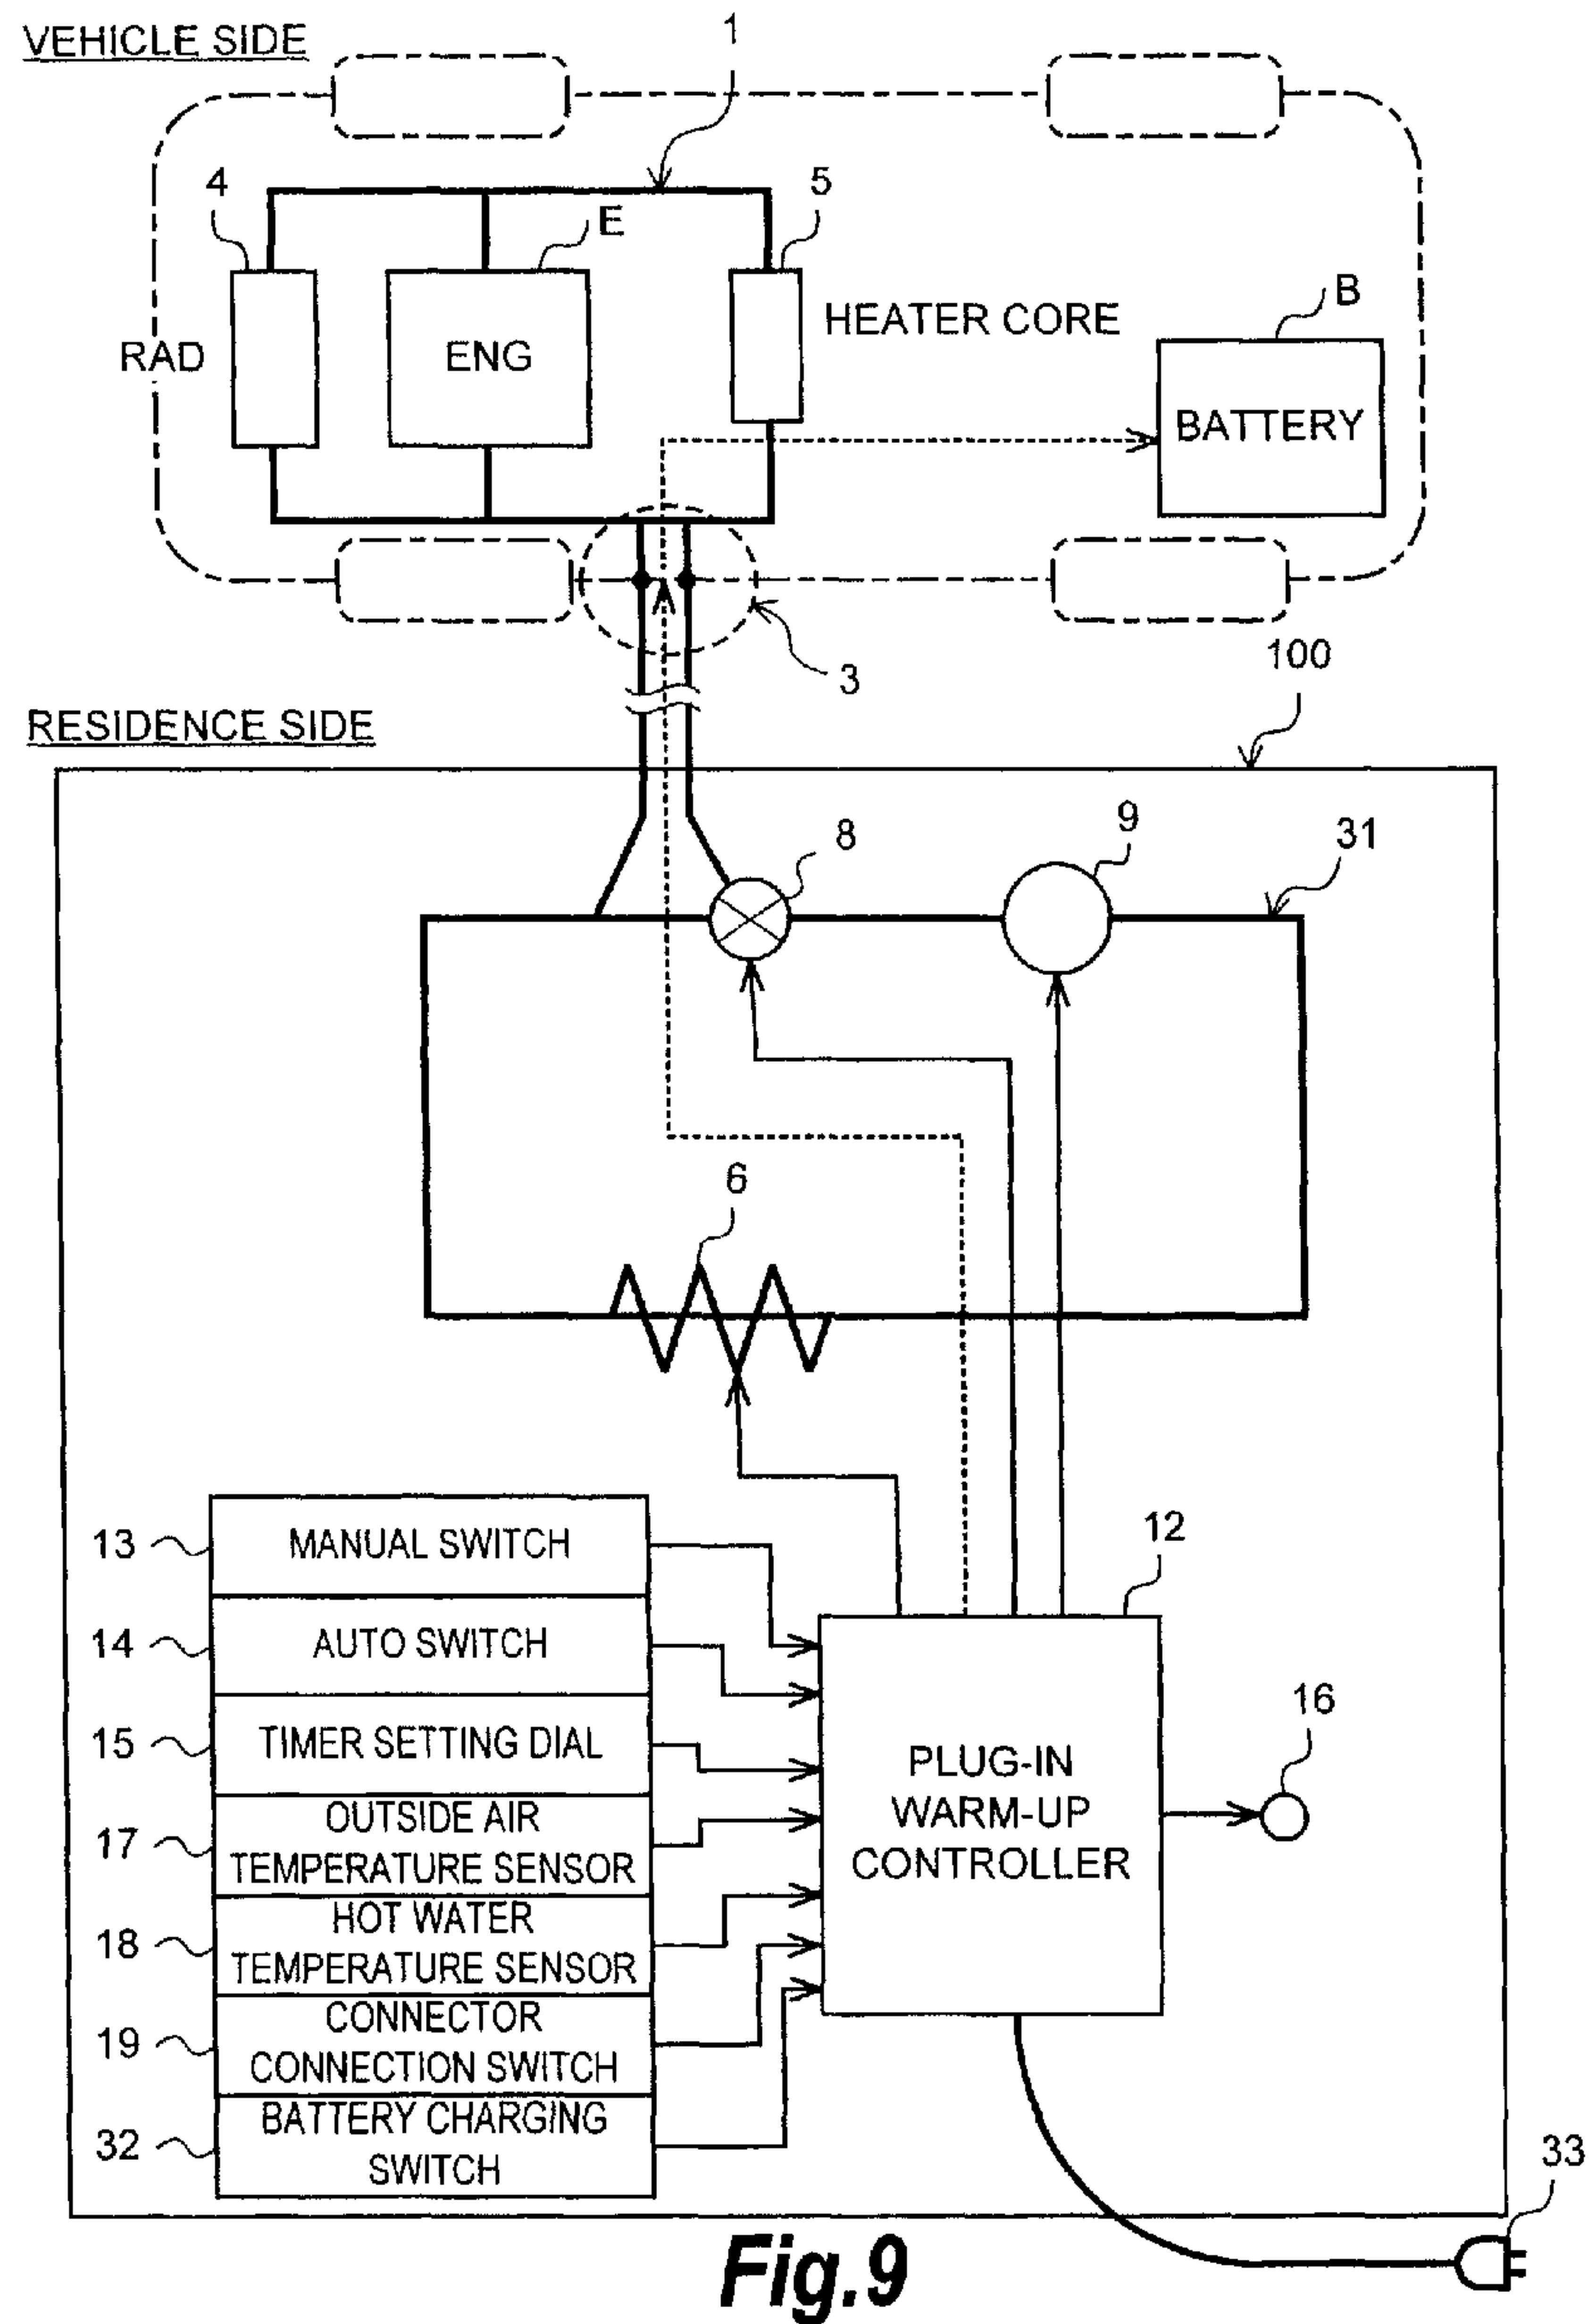 VEHICLE SIDE
1
4
E
5
RAD
ENG
HEATER CORE
B
BATTERY
3
100
RESIDENCE SIDE
8
9
31
6
13
MANUAL SWITCH
12
14
AUTO SWITCH
15
TIMER SETTING DIAL
16
PLUG-IN
WARM-UP
CONTROLLER
17
OUTSIDE AIR
TEMPERATURE SENSOR
18
HOT WATER
TEMPERATURE SENSOR
19
CONNECTOR
CONNECTION SWITCH
32
BATTERY CHARGING
SWITCH
33
Fig.9